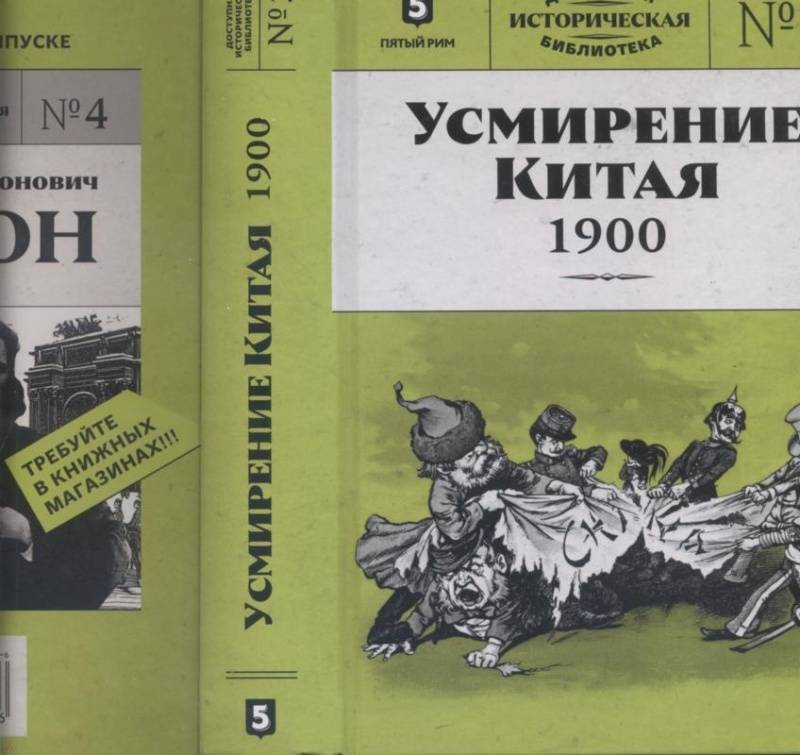 ПУСКЕ
№4
ОНОВИЧ
ОН
ТРЕБУЙТЕ
В КНИЖНЫХ
МАГАЗИНАХ!!!
ИСТОРИЧЕСКАЯ
БИБЛИОТЕКА
№
УСМИРЕНИЕ КИТАЯ 1900
5
5
ПЯТЫЙ РИМ
ИСТОРИЧЕСКАЯ
БИБЛИОТЕКА
№
УСМИРЕНИЕ
КИТАЯ
1900